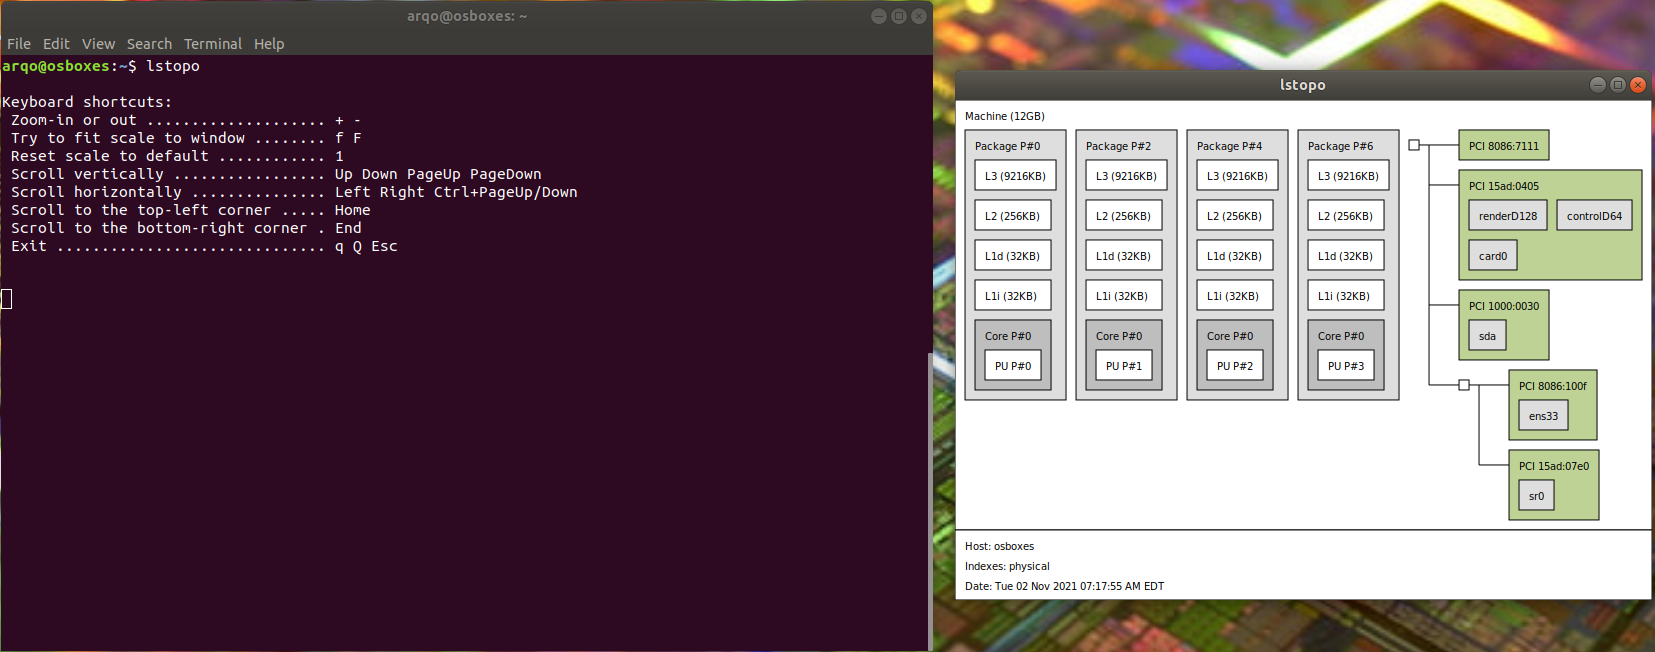 arqo@osboxes: ~
File Edit View Search Terminal Help
arqo@osboxes:~$ lstopo
Keyboard shortcuts:
Zoom-in or out .................... + -
Try to fit scale to window ........ f F
Reset scale to default ............ 1
Scroll vertically ................. Up Down PageUp PageDown
Scroll horizontally ............... Left Right Ctrl+PageUp/Down
Scroll to the top-left corner ..... Home
Scroll to the bottom-right corner . End
Exit .............................. q Q Esc
lstopo
Machine (12GB)
Package P#0
L3 (9216KB)
L2 (256KB)
L1d (32KB)
L1i (32KB)
Core P#0
PU P#0
Package P#2
L3 (9216KB)
L2 (256KB)
L1d (32KB)
L1i (32KB)
Core P#0
PU P#1
Package P#4
L3 (9216KB)
L2 (256KB)
L1d (32KB)
L1i (32KB)
Core P#0
PU P#2
Package P#6
L3 (9216KB)
L2 (256KB)
L1d (32KB)
L1i (32KB)
Core P#0
PU P#3
PCI 8086:7111
PCI 15ad:0405
renderD128 controlD64
card0
PCI 1000:0030
sda
PCI 8086:100f
ens33
PCI 15ad:07e0
sr0
Host: osboxes
Indexes: physical
Date: Tue 02 Nov 2021 07:17:55 AM EDT